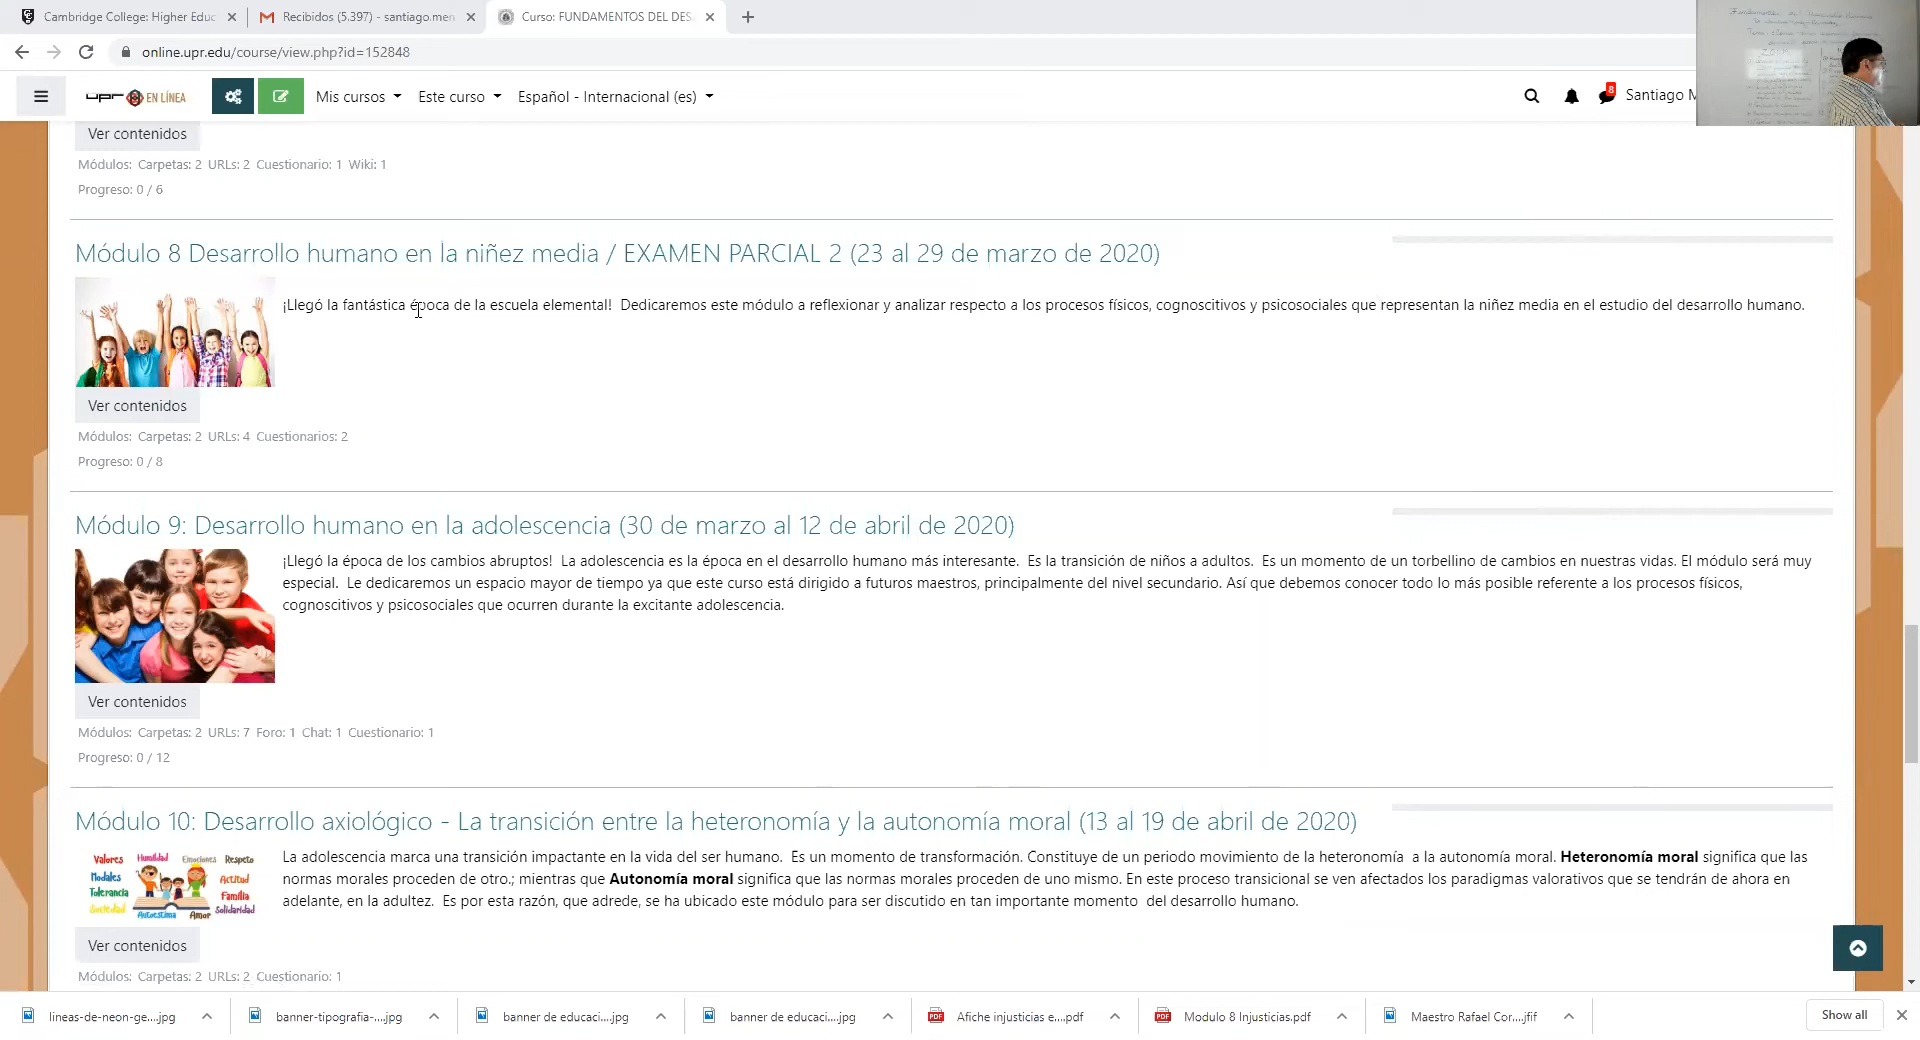 Cambridge College: Higher Educ
Recibidos (5.397) - santiago.men
Curso: FUNDAMENTOS DEL DES
online.upr.edu/course/view.php?id=152848
upr EN LÍNEA
Mis cursos
Este curso
Español - Internacional (es)
8
Santiago M
Ver contenidos
Módulos: Carpetas: 2 URLs: 2 Cuestionario: 1 Wiki: 1
Progreso: 0 / 6
Módulo 8 Desarrollo humano en la niñez media / EXAMEN PARCIAL 2 (23 al 29 de marzo de 2020)
¡Llegó la fantástica época de la escuela elemental! Dedicaremos este módulo a reflexionar y analizar respecto a los procesos físicos, cognoscitivos y psicosociales que representan la niñez media en el estudio del desarrollo humano.
Ver contenidos
Módulos: Carpetas: 2 URLs: 4 Cuestionarios: 2
Progreso: 0 / 8
Módulo 9: Desarrollo humano en la adolescencia (30 de marzo al 12 de abril de 2020)
¡Llegó la época de los cambios abruptos! La adolescencia es la época en el desarrollo humano más interesante. Es la transición de niños a adultos. Es un momento de un torbellino de cambios en nuestras vidas. El módulo será muy
especial. Le dedicaremos un espacio mayor de tiempo ya que este curso está dirigido a futuros maestros, principalmente del nivel secundario. Así que debemos conocer todo lo más posible referente a los procesos físicos,
cognoscitivos y psicosociales que ocurren durante la excitante adolescencia.
Ver contenidos
Módulos: Carpetas: 2 URLs: 7 Foro: 1 Chat: 1 Cuestionario: 1
Progreso: 0 / 12
Módulo 10: Desarrollo axiológico - La transición entre la heteronomía y la autonomía moral (13 al 19 de abril de 2020)
Valores Humildad Emociones Respeto
Modales Actitud
Tolerancia Familia
Sociedad Autoestima Amor Solidaridad
La adolescencia marca una transición impactante en la vida del ser humano. Es un momento de transformación. Constituye de un periodo movimiento de la heteronomía a la autonomía moral. Heteronomía moral significa que las
normas morales proceden de otro.; mientras que Autonomía moral significa que las normas morales proceden de uno mismo. En este proceso transicional se ven afectados los paradigmas valorativos que se tendrán de ahora en
adelante, en la adultez. Es por esta razón, que adrede, se ha ubicado este módulo para ser discutido en tan importante momento del desarrollo humano.
Ver contenidos
Módulos: Carpetas: 2 URLs: 2 Cuestionario: 1
lineas-de-neon-ge....jpg
banner-tipografia-....jpg
banner de educaci....jpg
banner de educaci....jpg
Afiche injusticias e....pdf
Modulo 8 Injusticias.pdf
Maestro Rafael Cor....jfif
Show all